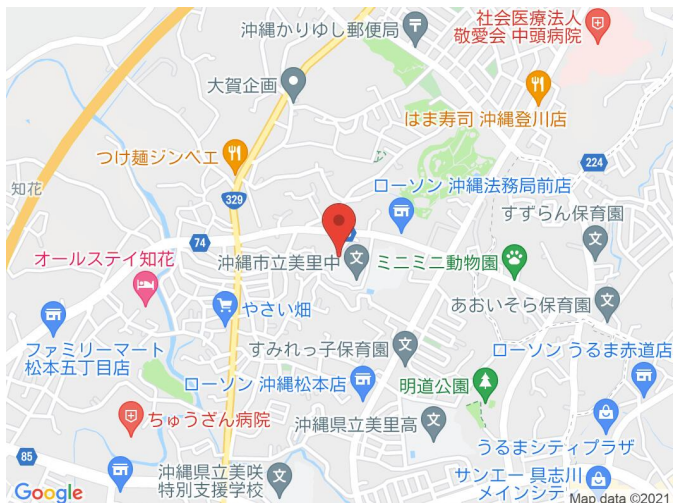 社会医療法人
敬愛会 中頭病院
沖縄かりゆし郵便局
大賀企画
はま寿司 沖縄登川店
つけ麺ジンベエ
224
知花
329
ローソン 沖縄法務局前店
すずらん保育園
74
沖縄市立美里中
ミニミニ動物園
オールステイ知花
やさい畑
あおいそら保育園
ファミリーマート
松本五丁目店
すみれっ子保育園
ローソン うるま赤道店
ローソン 沖縄松本店
明道公園
ちゅうざん病院
沖縄県立美里高
うるまシティプラザ
85
沖縄県立美咲
特別支援学校
サンエー 具志川
メインシテ
Google
Map data ©2021